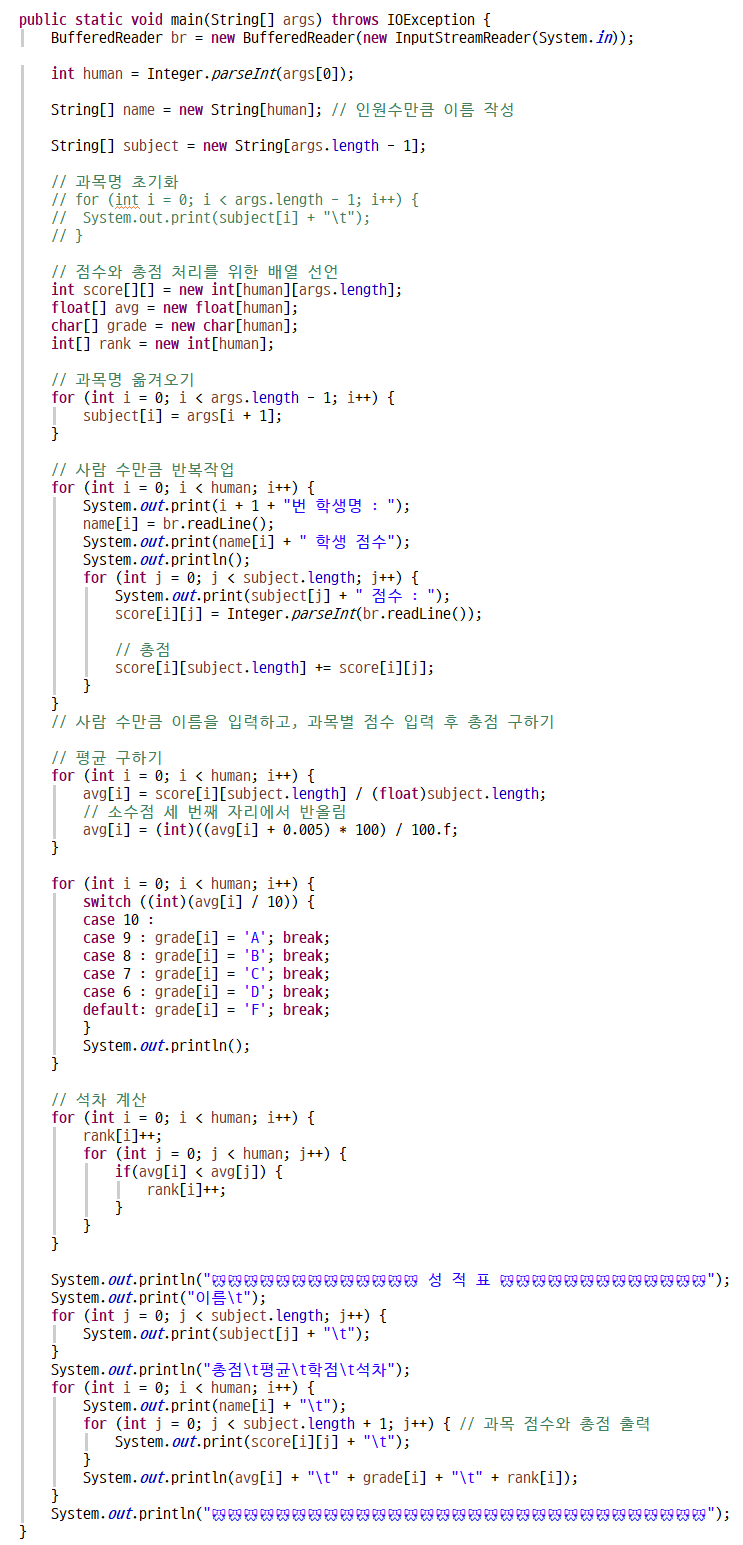 public static void main(String[] args) throws IOException {
    BufferedReader br = new BufferedReader(new InputStreamReader(System.in));

    int human = Integer.parseInt(args[0]);

    String[] name = new String[human]; // 인원수만큼 이름 작성

    String[] subject = new String[args.length - 1];

    // 과목명 초기화
    // for (int i = 0; i < args.length - 1; i++) {
    //  System.out.print(subject[i] + "\t");
    // }

    // 점수와 총점 처리를 위한 배열 선언
    int score[][] = new int[human][args.length];
    float[] avg = new float[human];
    char[] grade = new char[human];
    int[] rank = new int[human];

    // 과목명 옮겨오기
    for (int i = 0; i < args.length - 1; i++) {
        subject[i] = args[i + 1];
    }

    // 사람 수만큼 반복작업
    for (int i = 0; i < human; i++) {
        System.out.print(i + 1 + "번 학생명 : ");
        name[i] = br.readLine();
        System.out.print(name[i] + " 학생 점수");
        System.out.println();
        for (int j = 0; j < subject.length; j++) {
            System.out.print(subject[j] + " 점수 : ");
            score[i][j] = Integer.parseInt(br.readLine());

            // 총점
            score[i][subject.length] += score[i][j];
        }
    }
    // 사람 수만큼 이름을 입력하고, 과목별 점수 입력 후 총점 구하기

    // 평균 구하기
    for (int i = 0; i < human; i++) {
        avg[i] = score[i][subject.length] / (float)subject.length;
        // 소수점 세 번째 자리에서 반올림
        avg[i] = (int)((avg[i] + 0.005) * 100) / 100.f;
    }

    for (int i = 0; i < human; i++) {
        switch ((int)(avg[i] / 10)) {
        case 10 :
        case 9 : grade[i] = 'A'; break;
        case 8 : grade[i] = 'B'; break;
        case 7 : grade[i] = 'C'; break;
        case 6 : grade[i] = 'D'; break;
        default: grade[i] = 'F'; break;
        }
        System.out.println();
    }

    // 석차 계산
    for (int i = 0; i < human; i++) {
        rank[i]++;
        for (int j = 0; j < human; j++) {
            if(avg[i] < avg[j]) {
                rank[i]++;
            }
        }
    }

    System.out.println(" 성 적 표 ");
    System.out.print("이름\t");
    for (int j = 0; j < subject.length; j++) {
        System.out.print(subject[j] + "\t");
    }
    System.out.println("총점\t평균\t학점\t석차");
    for (int i = 0; i < human; i++) {
        System.out.print(name[i] + "\t");
        for (int j = 0; j < subject.length + 1; j++) { // 과목 점수와 총점 출력
            System.out.print(score[i][j] + "\t");
        }
        System.out.println(avg[i] + "\t" + grade[i] + "\t" + rank[i]);
    }
    System.out.println("");
}